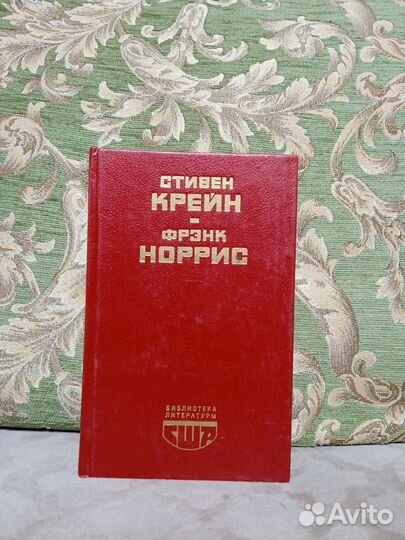 СТИВЕН
КРЕЙН
-
ФРЭНК
НОРРИС
БИБЛИОТЕКА
ЛИТЕРАТУРЫ
США
Avito